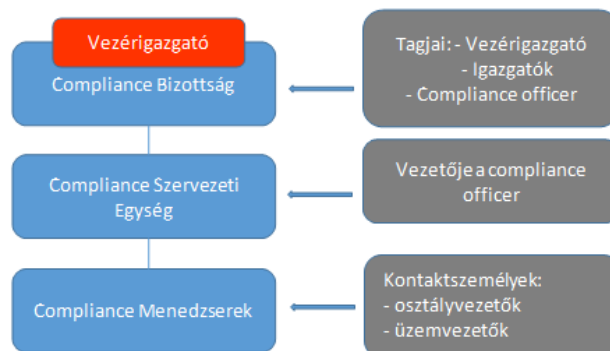 Vezérigazgató
Compliance Bizottság
Tagjai: - Vezérigazgató
- Igazgatók
- Compliance officer
Compliance Szervezeti
Egység
Vezetője a compliance
officer
Compliance Menedzserek
Kontaktszemélyek:
- osztályvezetők
- üzemvezetők